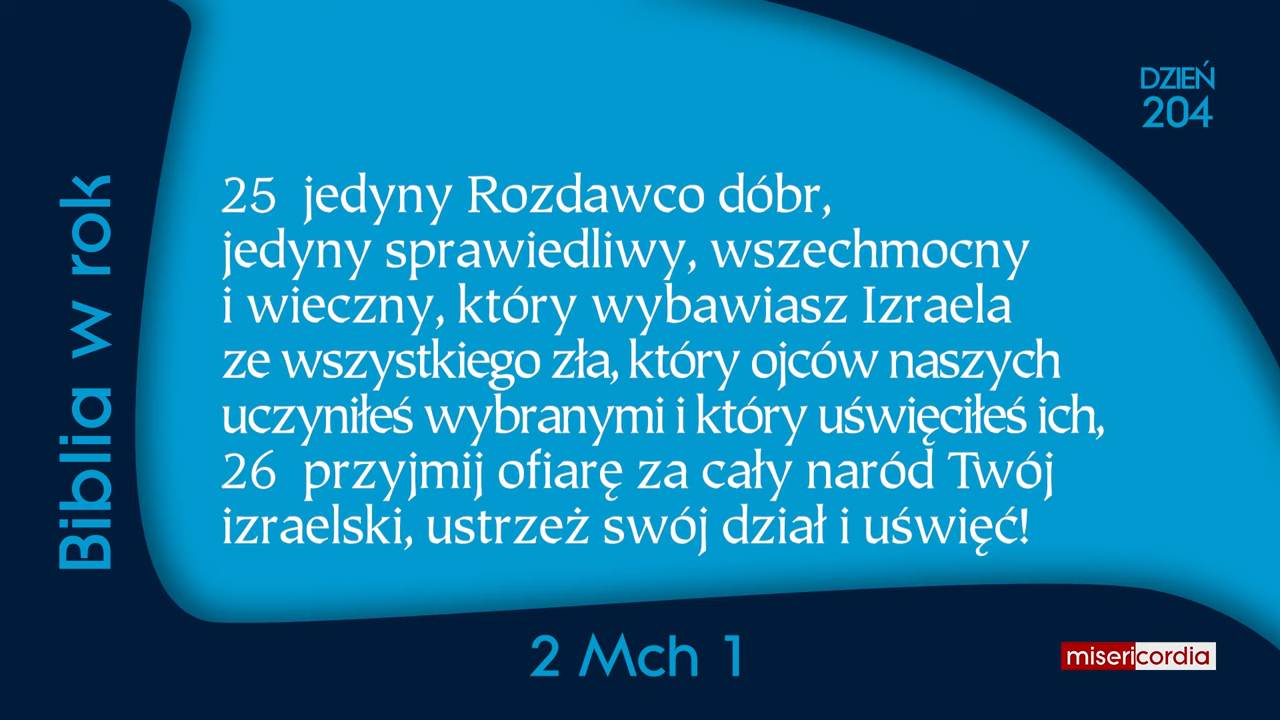 DZIEŃ
204
Biblia w rok
25 jedyny Rozdawco dóbr,
jedyny sprawiedliwy, wszechmocny
i wieczny, który wybawiasz Izraela
ze wszystkiego zła, który ojców naszych
uczyniłeś wybranymi i który uświęciłeś ich,
26 przyjmij ofiarę za cały naród Twój
izraelski, ustrzeż swój dział i uświęć!
2 Mch 1
misericordia